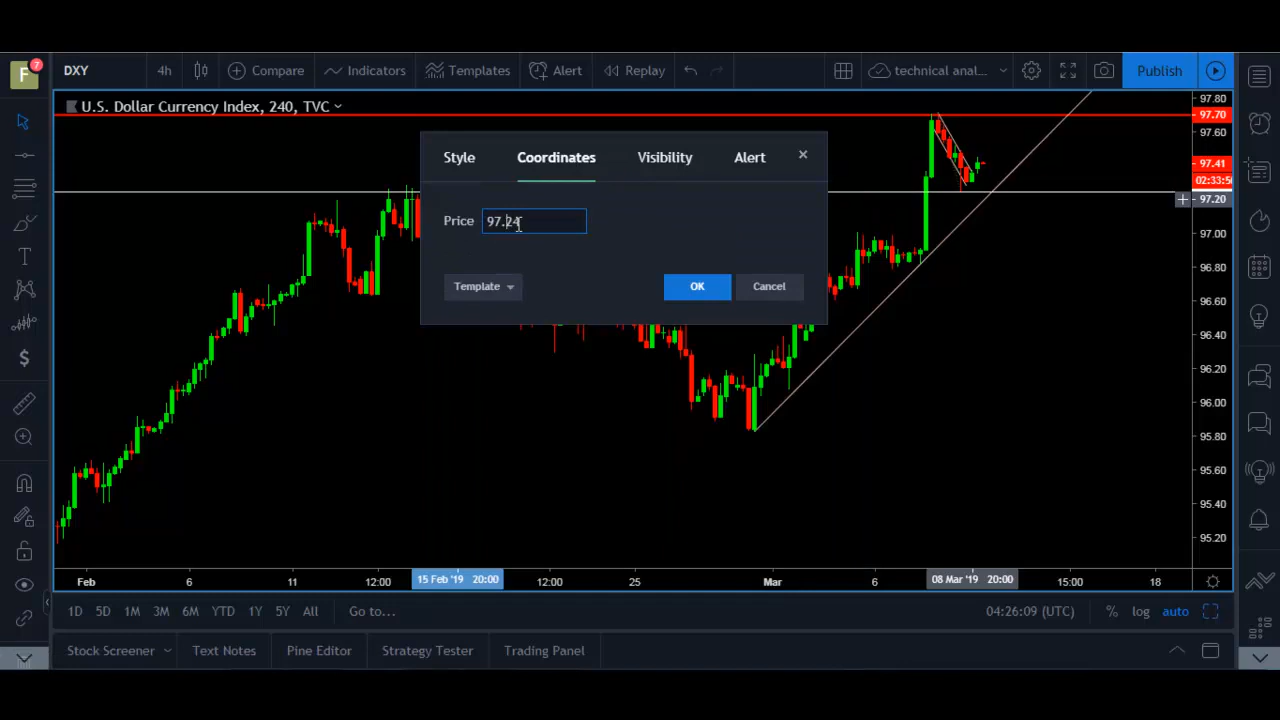 F
7
DXY
4h
Compare
Indicators
Templates
Alert
Replay
technical anal...
Publish
U.S. Dollar Currency Index, 240, TVC
Style
Coordinates
Visibility
Alert
Price
97.24
Template
OK
Cancel
97.80
97.70
97.60
97.41
02:33:50
97.20
97.00
96.80
96.60
96.40
96.20
96.00
95.80
95.60
95.40
95.20
Feb
6
11
12:00
15 Feb '19 20:00
12:00
25
Mar
6
08 Mar '19 20:00
15:00
18
1D 5D 1M 3M 6M YTD 1Y 5Y All Go to...
04:26:09 (UTC) % log auto
Stock Screener
Text Notes
Pine Editor
Strategy Tester
Trading Panel